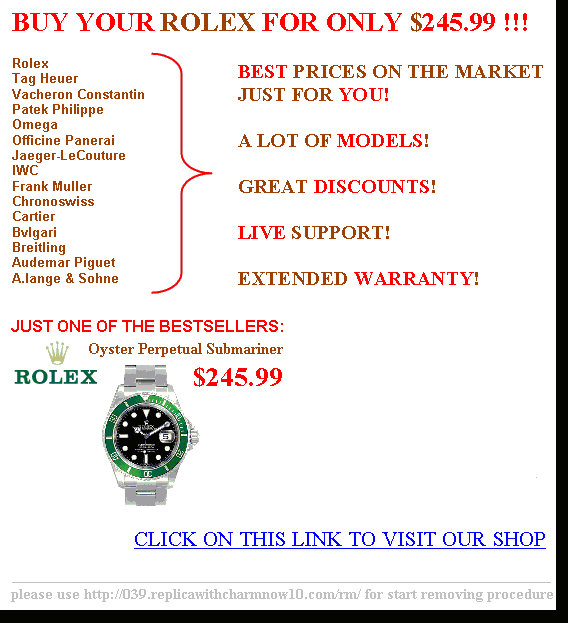 BUY YOUR ROLEX FOR ONLY $245.99 !!!
Rolex
Tag Heuer
Vacheron Constantin
Patek Philippe
Omega
Officine Panerai
Jaeger-LeCouture
IWC
Frank Muller
Chronoswiss
Cartier
Bvlgari
Breitling
Audemar Piguet
A.lange & Sohne
BEST PRICES ON THE MARKET
JUST FOR YOU!
A LOT OF MODELS!
GREAT DISCOUNTS!
LIVE SUPPORT!
EXTENDED WARRANTY!
JUST ONE OF THE BESTSELLERS:
Oyster Perpetual Submariner
ROLEX
$245.99
CLICK ON THIS LINK TO VISIT OUR SHOP
please use http://039.replicawithcharmnow10.com/rm/ for start removing procedure